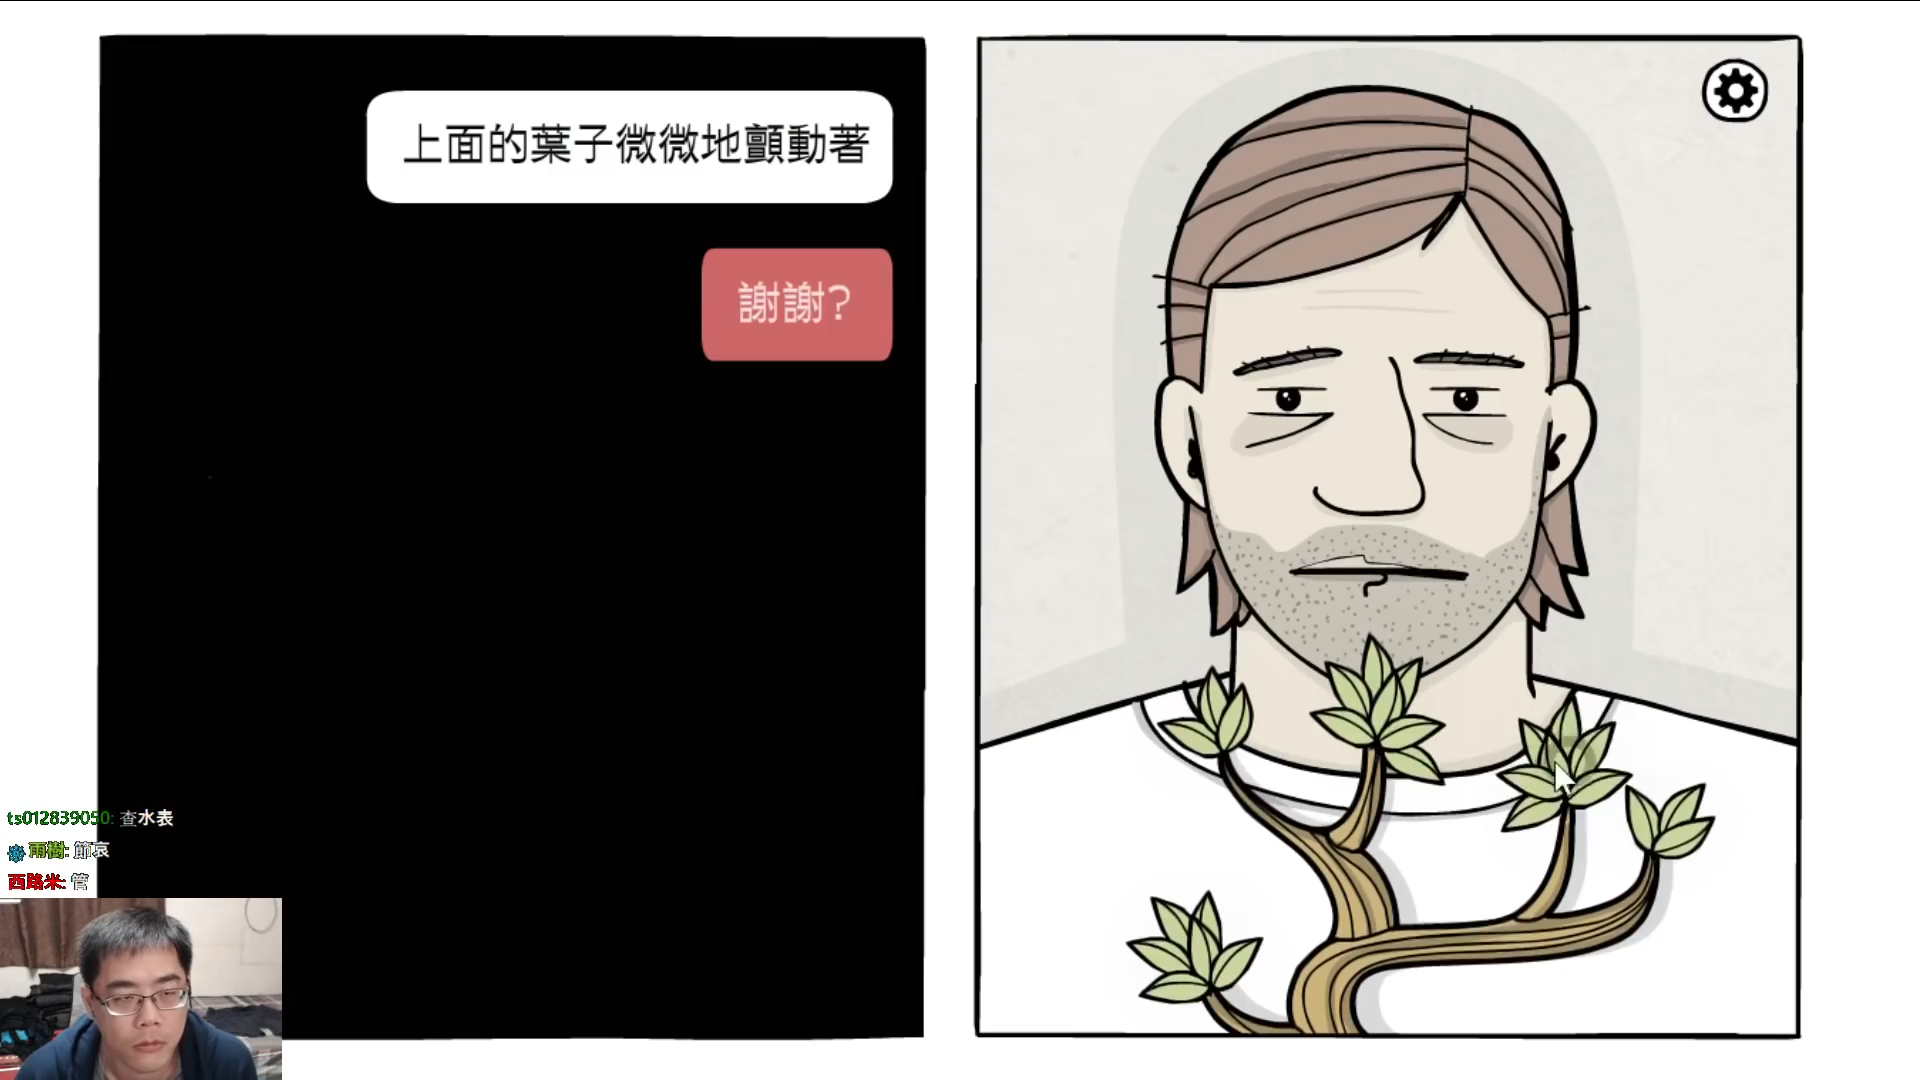 上面的葉子微微地顫動著
謝謝?
ts012839050: 查水表
雨樹: 節哀
西路米: 管